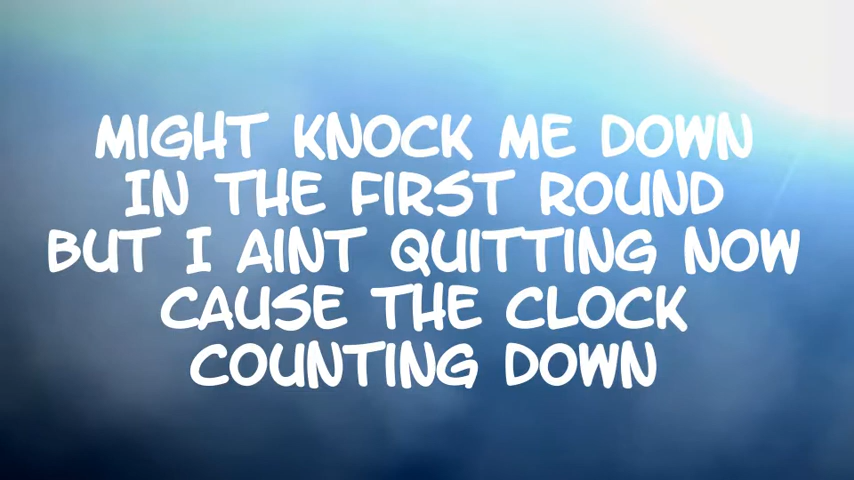 MIGHT KNOCK ME DOWN
IN THE FIRST ROUND
BUT I AINT QUITTING NOW
CAUSE THE CLOCK
COUNTING DOWN